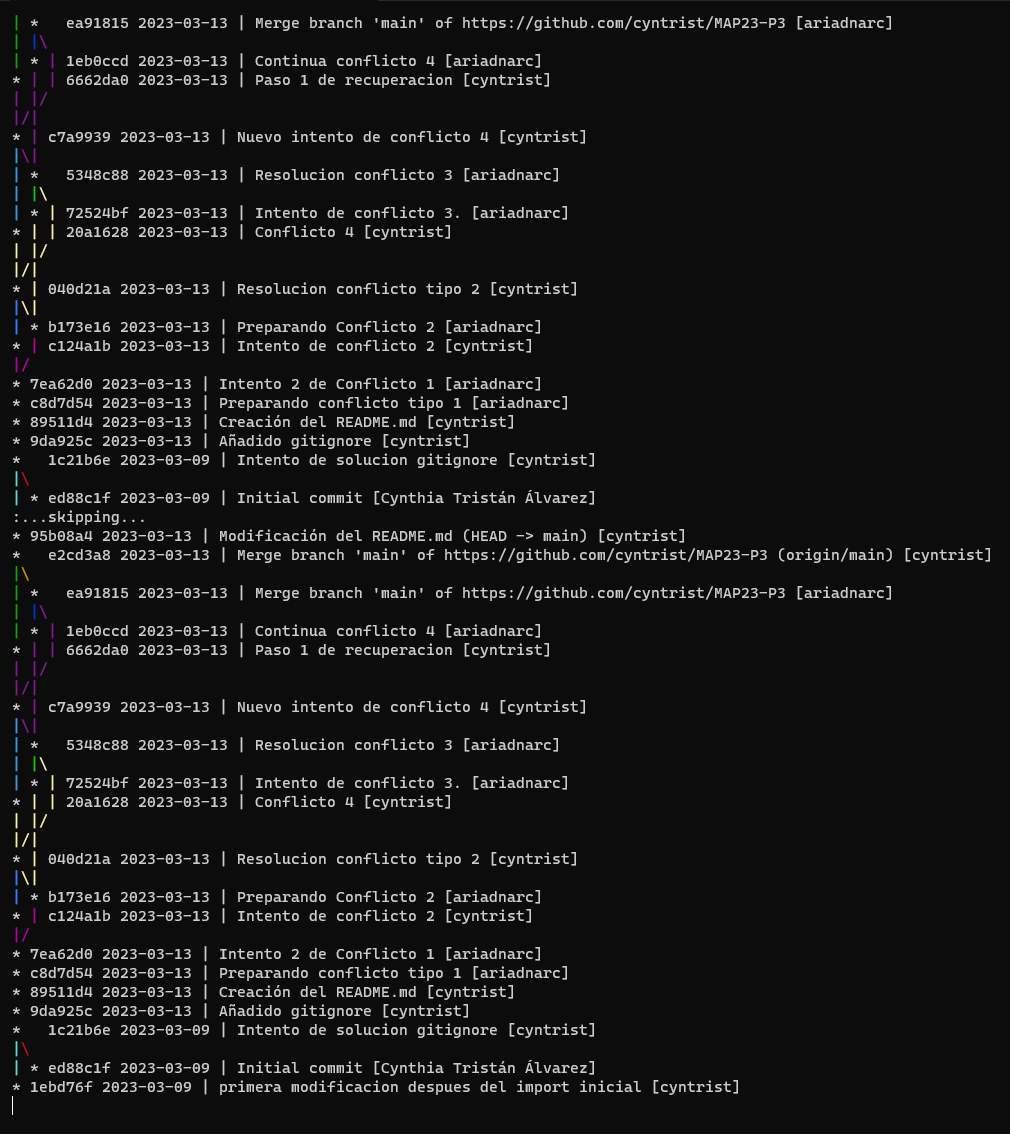 | *   ea91815 2023-03-13 | Merge branch 'main' of https://github.com/cyntrist/MAP23-P3 [ariadnarc]
| |\
| * | 1eb0ccd 2023-03-13 | Continua conflicto 4 [ariadnarc]
* | | 6662da0 2023-03-13 | Paso 1 de recuperacion [cyntrist]
| |/
|/|
* | c7a9939 2023-03-13 | Nuevo intento de conflicto 4 [cyntrist]
|\|
| *   5348c88 2023-03-13 | Resolucion conflicto 3 [ariadnarc]
| |\
| * | 72524bf 2023-03-13 | Intento de conflicto 3. [ariadnarc]
* | | 20a1628 2023-03-13 | Conflicto 4 [cyntrist]
| |/
|/|
* | 040d21a 2023-03-13 | Resolucion conflicto tipo 2 [cyntrist]
|\|
| * b173e16 2023-03-13 | Preparando Conflicto 2 [ariadnarc]
* | c124a1b 2023-03-13 | Intento de conflicto 2 [cyntrist]
|/
* 7ea62d0 2023-03-13 | Intento 2 de Conflicto 1 [ariadnarc]
* c8d7d54 2023-03-13 | Preparando conflicto tipo 1 [ariadnarc]
* 89511d4 2023-03-13 | Creación del README.md [cyntrist]
* 9da925c 2023-03-13 | Añadido gitignore [cyntrist]
*   1c21b6e 2023-03-09 | Intento de solucion gitignore [cyntrist]
|\
| * ed88c1f 2023-03-09 | Initial commit [Cynthia Tristán Álvarez]
:...skipping...
* 95b08a4 2023-03-13 | Modificación del README.md (HEAD -> main) [cyntrist]
*   e2cd3a8 2023-03-13 | Merge branch 'main' of https://github.com/cyntrist/MAP23-P3 (origin/main) [cyntrist]
|\
| *   ea91815 2023-03-13 | Merge branch 'main' of https://github.com/cyntrist/MAP23-P3 [ariadnarc]
| |\
| * | 1eb0ccd 2023-03-13 | Continua conflicto 4 [ariadnarc]
* | | 6662da0 2023-03-13 | Paso 1 de recuperacion [cyntrist]
| |/
|/|
* | c7a9939 2023-03-13 | Nuevo intento de conflicto 4 [cyntrist]
|\|
| *   5348c88 2023-03-13 | Resolucion conflicto 3 [ariadnarc]
| |\
| * | 72524bf 2023-03-13 | Intento de conflicto 3. [ariadnarc]
* | | 20a1628 2023-03-13 | Conflicto 4 [cyntrist]
| |/
|/|
* | 040d21a 2023-03-13 | Resolucion conflicto tipo 2 [cyntrist]
|\|
| * b173e16 2023-03-13 | Preparando Conflicto 2 [ariadnarc]
* | c124a1b 2023-03-13 | Intento de conflicto 2 [cyntrist]
|/
* 7ea62d0 2023-03-13 | Intento 2 de Conflicto 1 [ariadnarc]
* c8d7d54 2023-03-13 | Preparando conflicto tipo 1 [ariadnarc]
* 89511d4 2023-03-13 | Creación del README.md [cyntrist]
* 9da925c 2023-03-13 | Añadido gitignore [cyntrist]
*   1c21b6e 2023-03-09 | Intento de solucion gitignore [cyntrist]
|\
| * ed88c1f 2023-03-09 | Initial commit [Cynthia Tristán Álvarez]
* 1ebd76f 2023-03-09 | primera modificacion despues del import inicial [cyntrist]